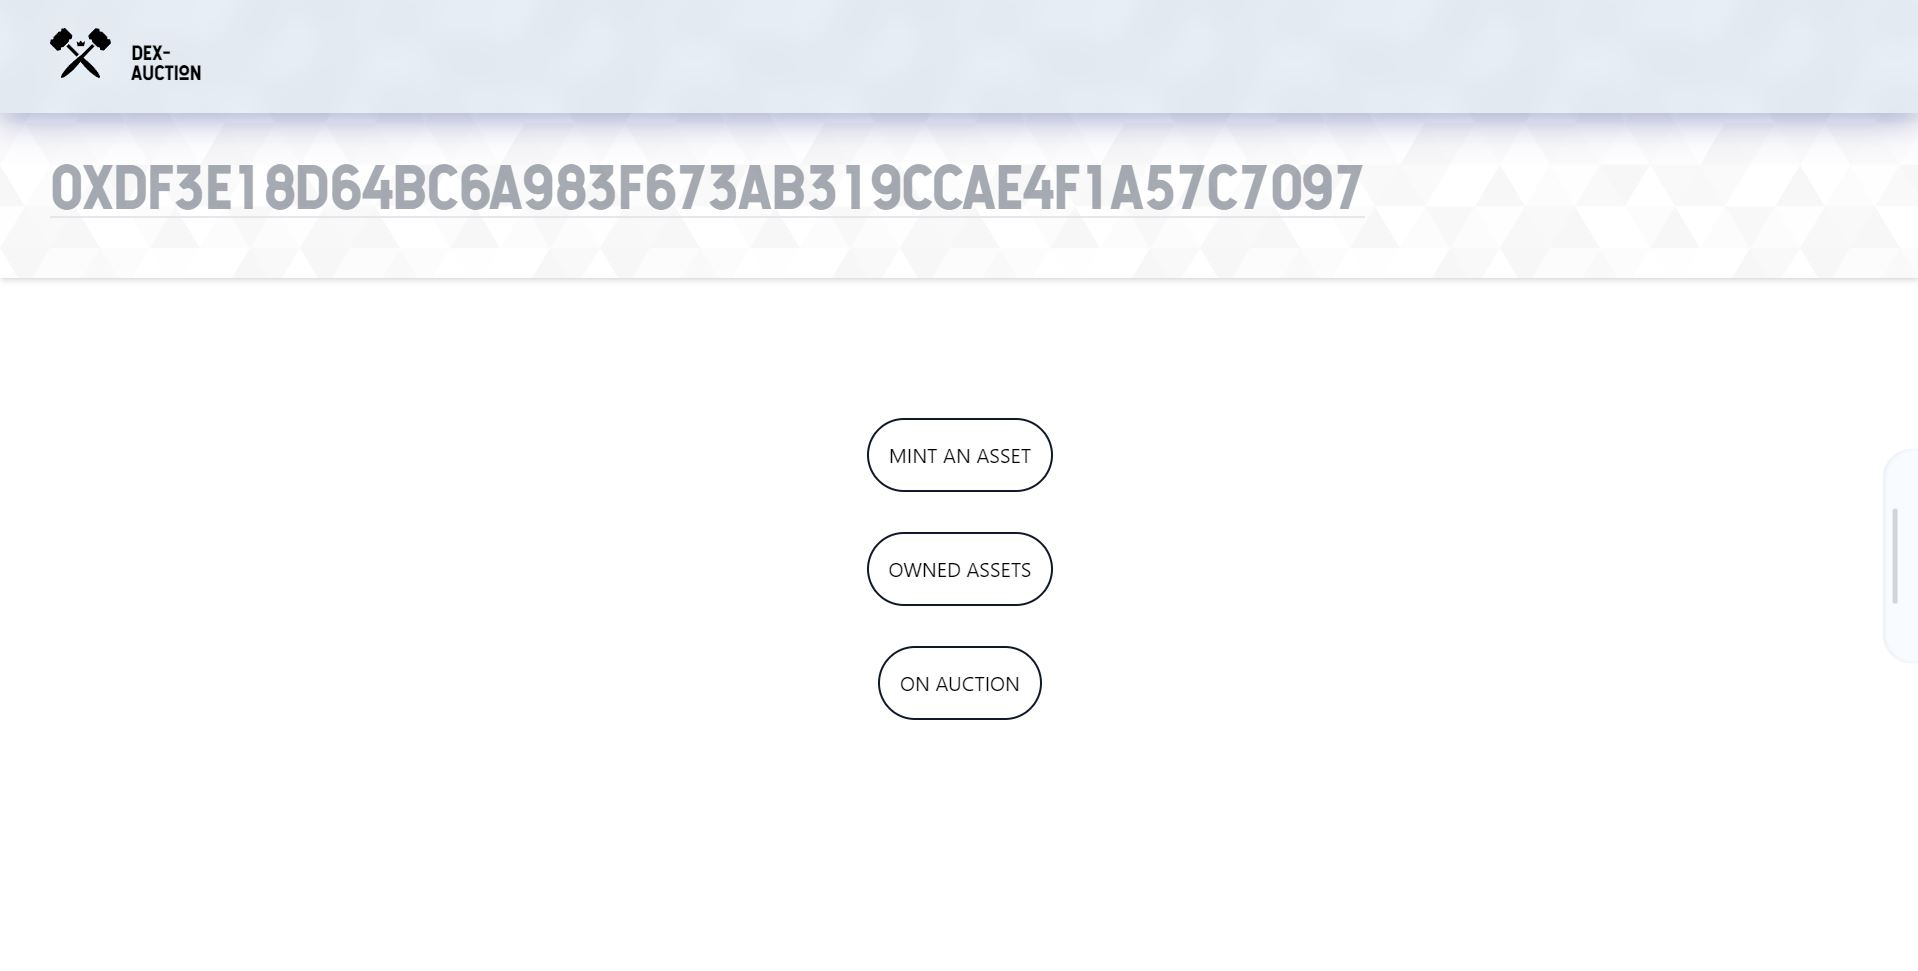 DEX-
AUCTION
0XDF3E18D64BC6A983F673AB319CCAE4F1A57C7097
MINT AN ASSET
OWNED ASSETS
ON AUCTION